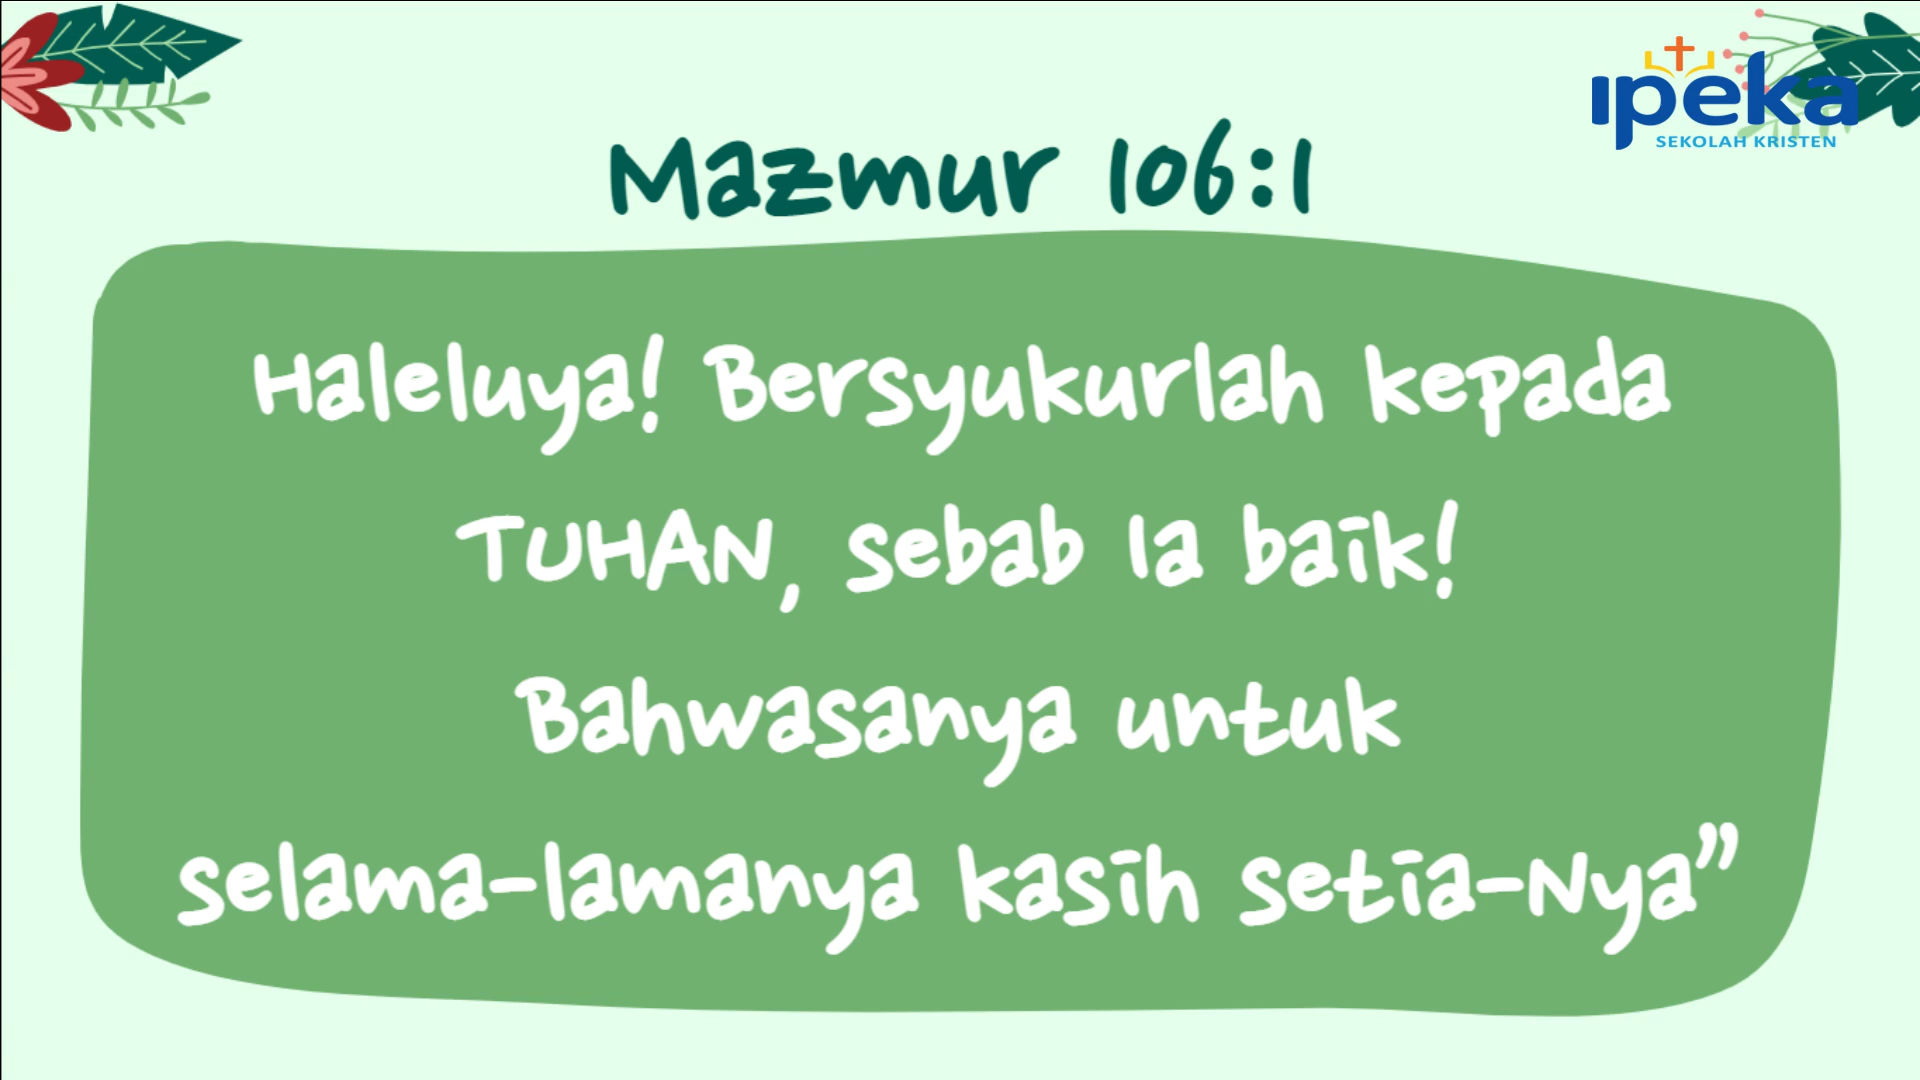 ipeka
SEKOLAH KRISTEN
Mazmur 106:1
Haleluya! Bersyukurlah kepada
TUHAN, sebab Ia baik!
Bahwasanya untuk
selama-lamanya kasih setia-Nya”